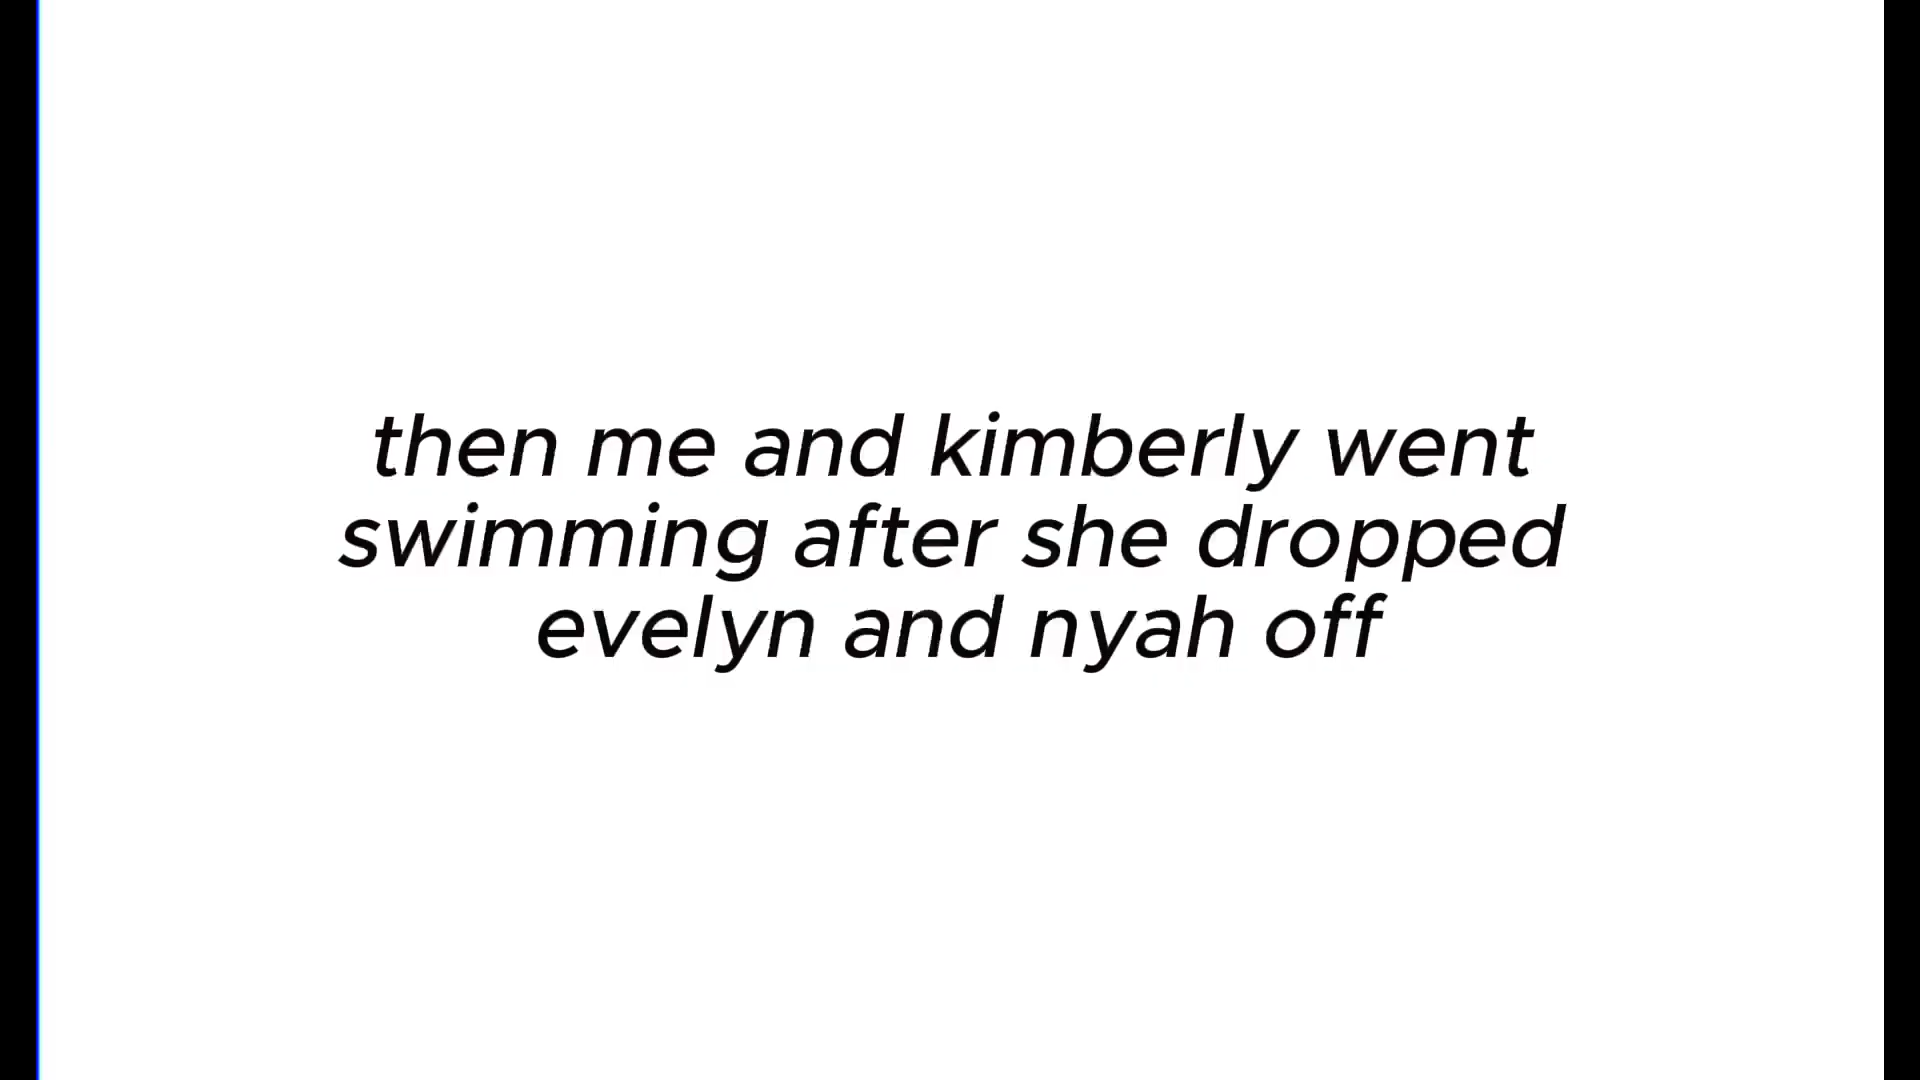 then me and kimberly went
swimming after she dropped
evelyn and nyah off